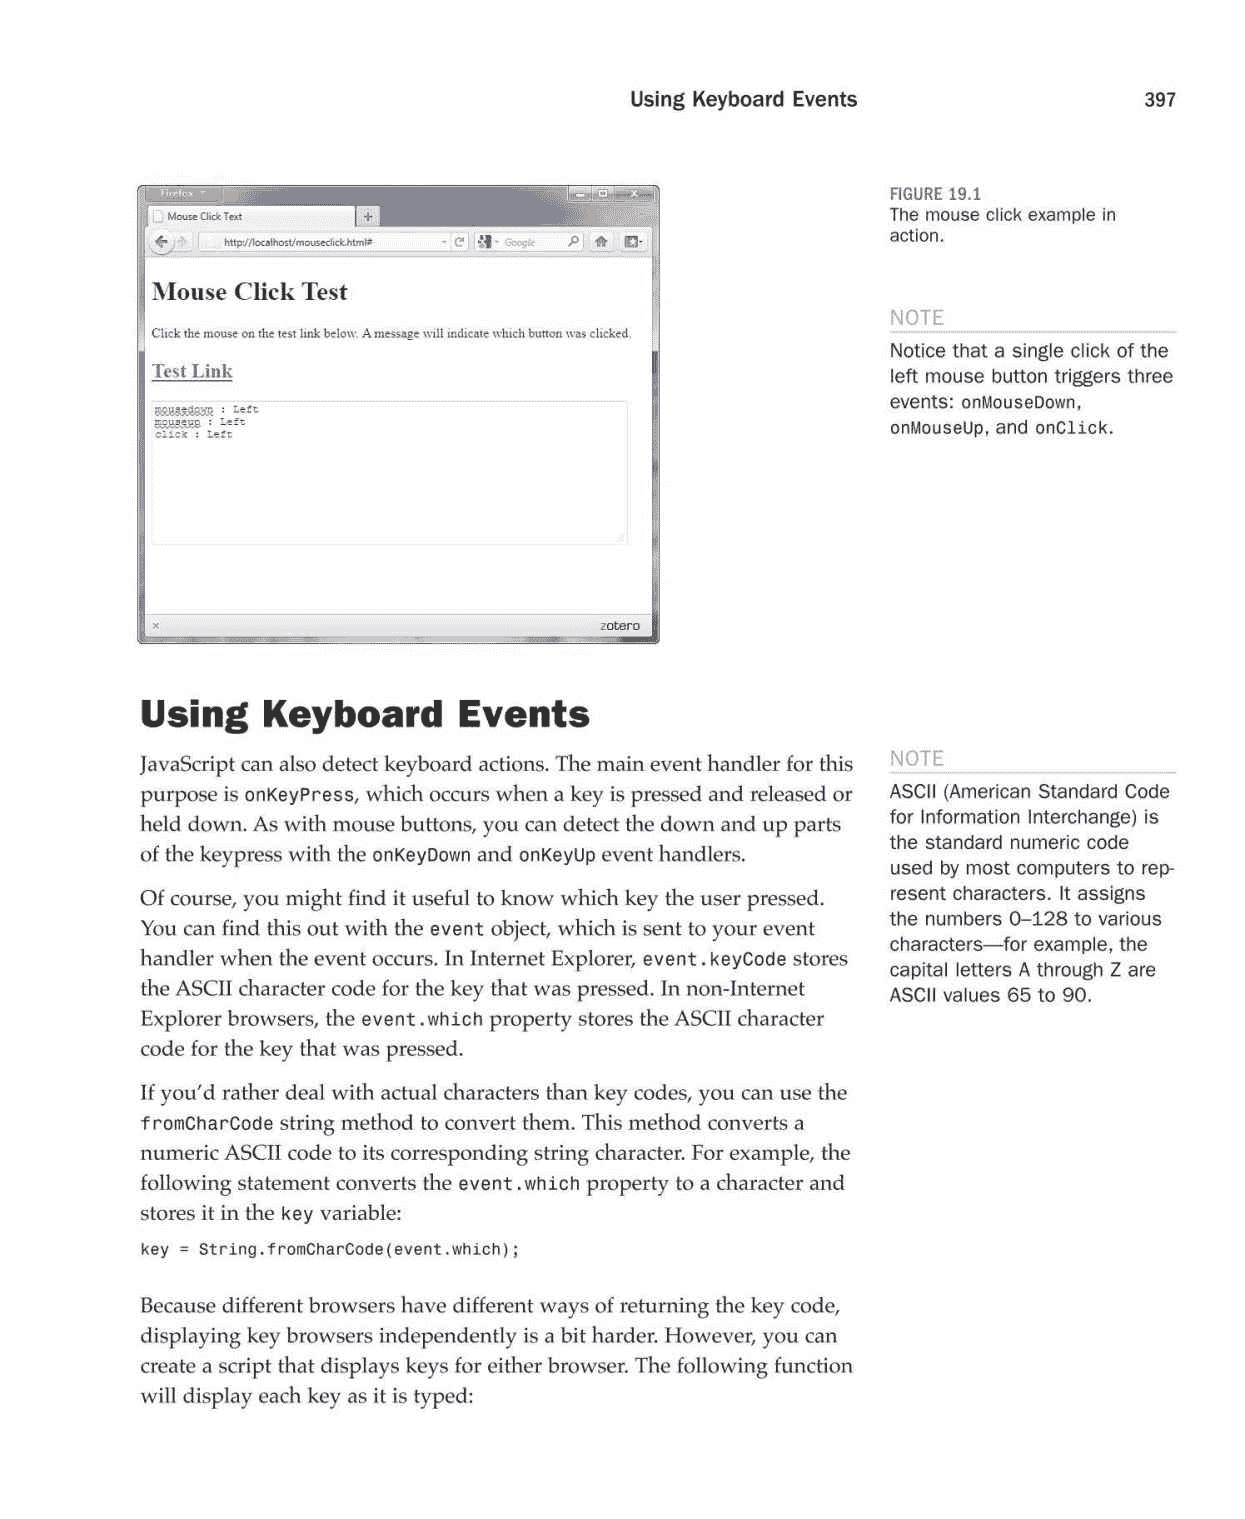 Using Keyboard Events 397
Firefox
Mouse Click Text
http://localhost/mouseclick.html#
Google
Mouse Click Test
Click the mouse on the test link below. A message will indicate which button was clicked.
Test Link
mousedown : Left
mouseup : Left
click : Left
zotero
FIGURE 19.1
The mouse click example in
action.
NOTE
Notice that a single click of the
left mouse button triggers three
events: onMouseDown,
onMouseUp, and onClick.
Using Keyboard Events
JavaScript can also detect keyboard actions. The main event handler for this
purpose is onKeyPress, which occurs when a key is pressed and released or
held down. As with mouse buttons, you can detect the down and up parts
of the keypress with the onKeyDown and onKeyUp event handlers.
Of course, you might find it useful to know which key the user pressed.
You can find this out with the event object, which is sent to your event
handler when the event occurs. In Internet Explorer, event.keyCode stores
the ASCII character code for the key that was pressed. In non-Internet
Explorer browsers, the event.which property stores the ASCII character
code for the key that was pressed.
If you'd rather deal with actual characters than key codes, you can use the
fromCharCode string method to convert them. This method converts a
numeric ASCII code to its corresponding string character. For example, the
following statement converts the event.which property to a character and
stores it in the key variable:
key = String.fromCharCode(event.which);
Because different browsers have different ways of returning the key code,
displaying key browsers independently is a bit harder. However, you can
create a script that displays keys for either browser. The following function
will display each key as it is typed:
NOTE
ASCII (American Standard Code
for Information Interchange) is
the standard numeric code
used by most computers to rep-
resent characters. It assigns
the numbers 0–128 to various
characters—for example, the
capital letters A through Z are
ASCII values 65 to 90.